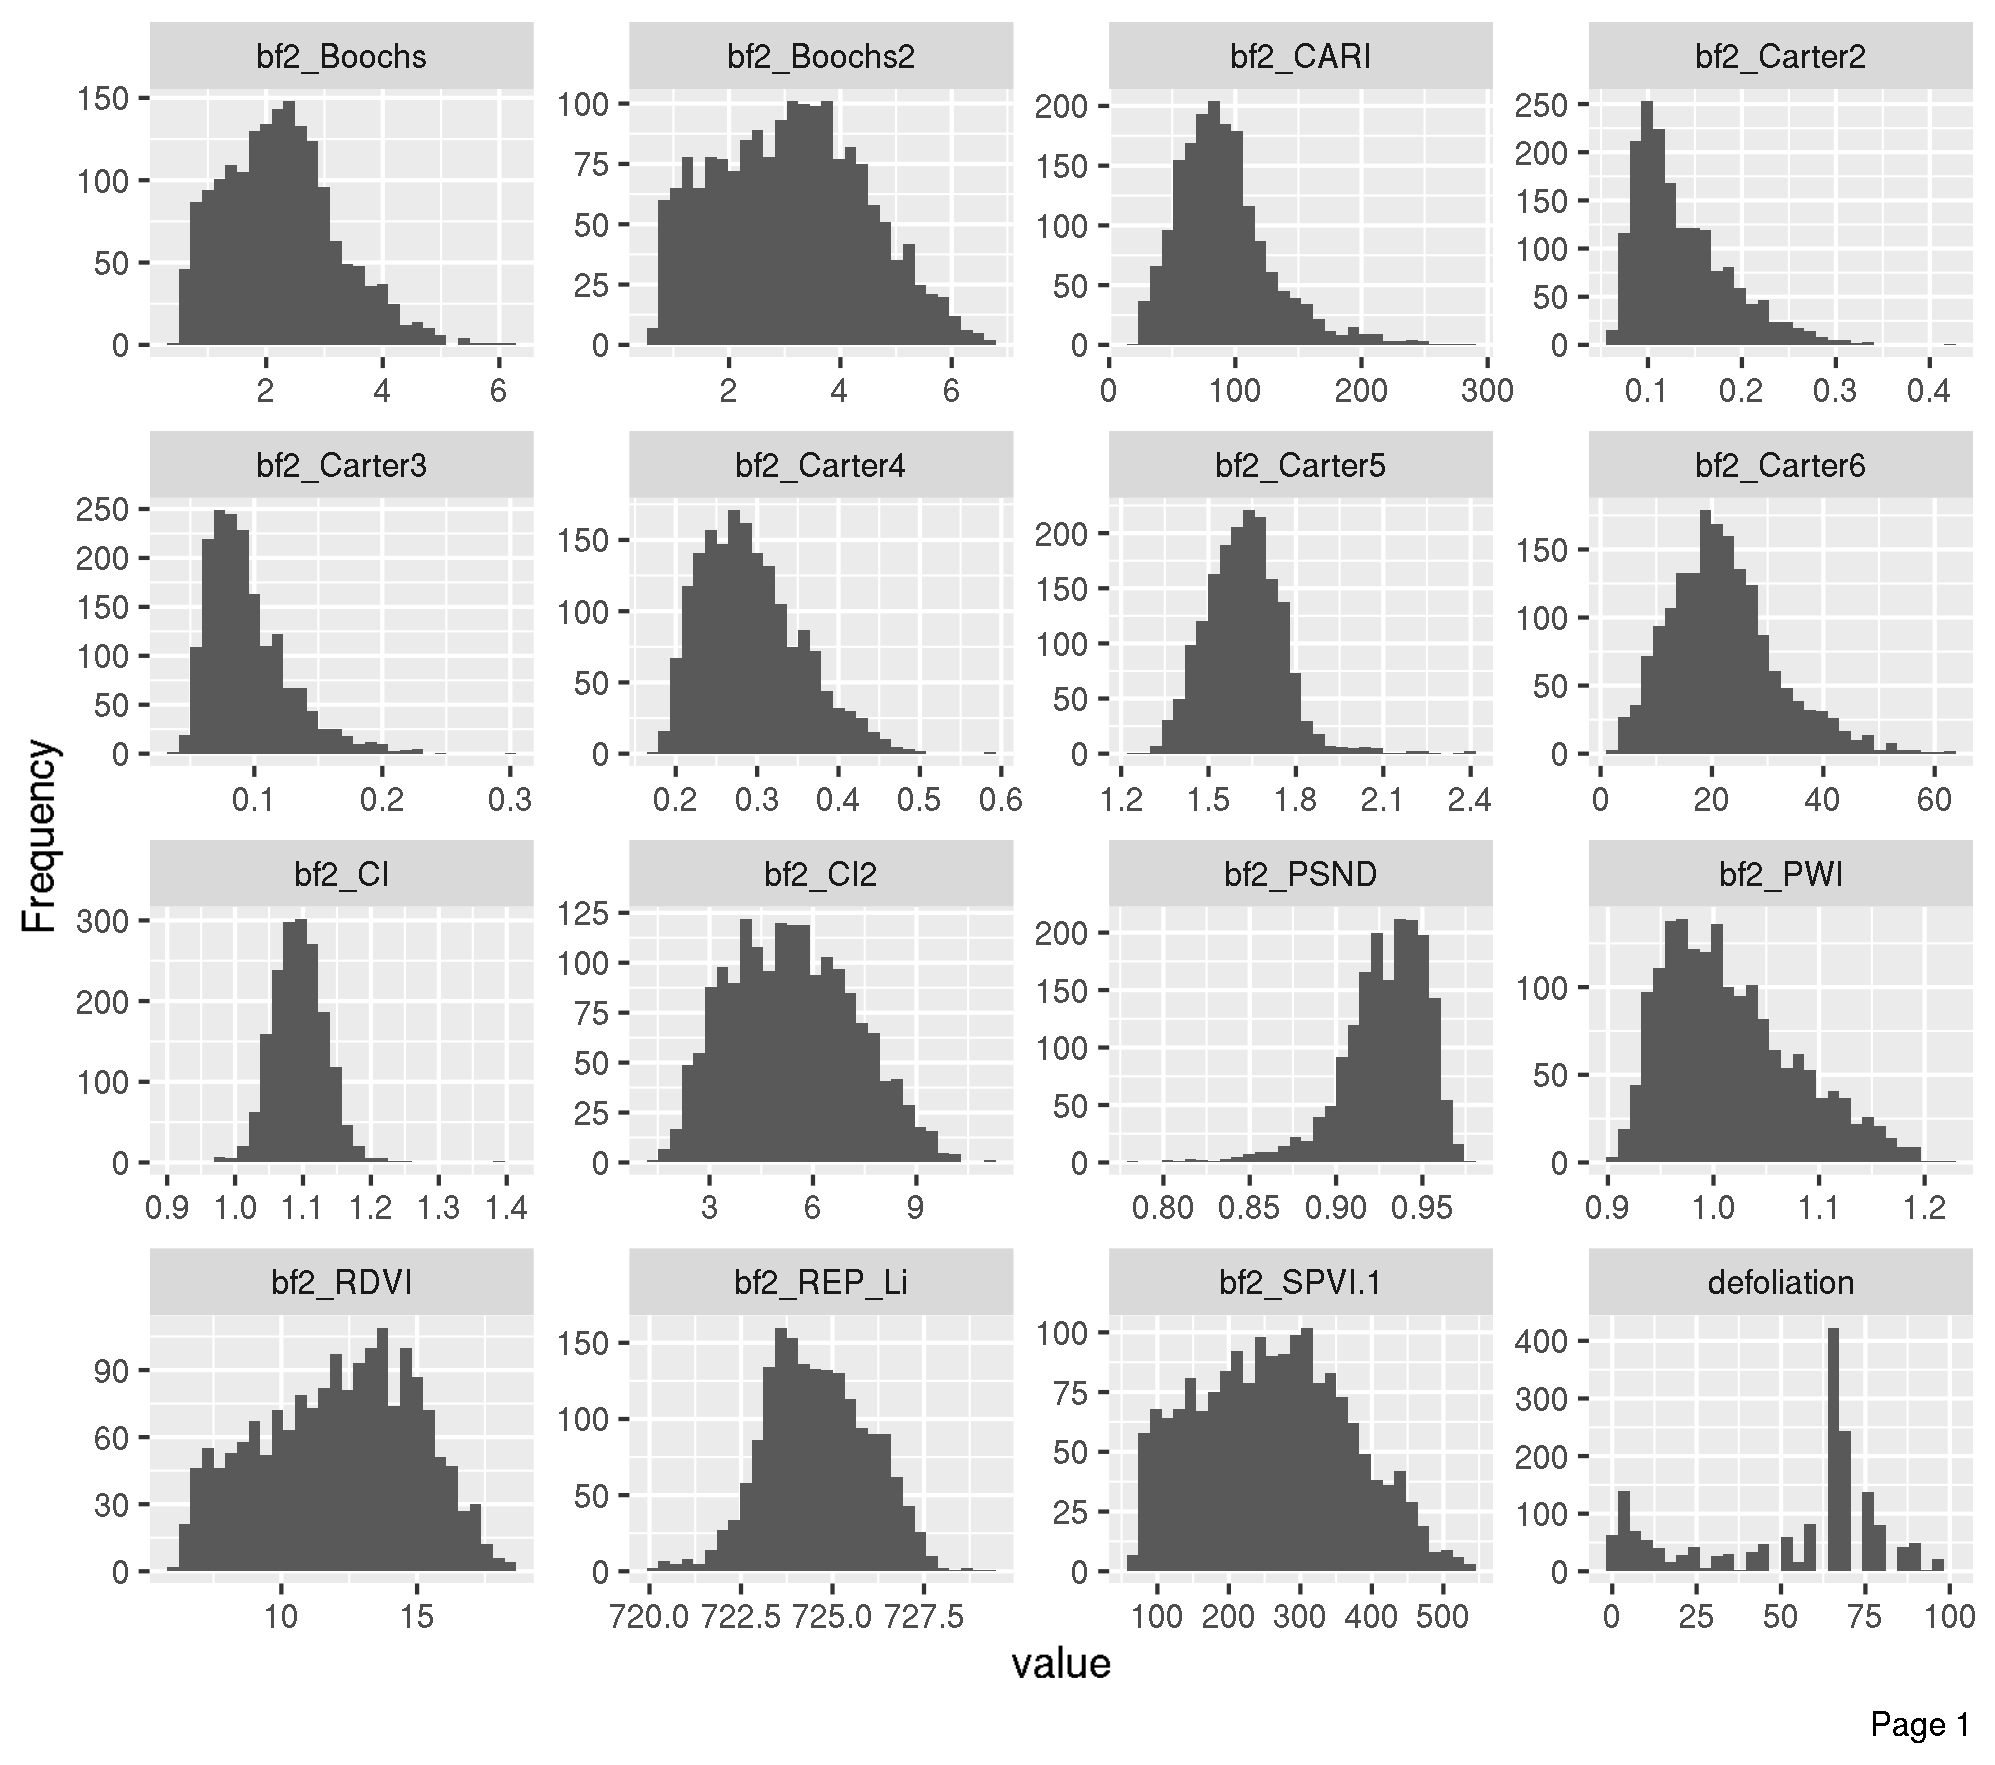 bf2_Boochs bf2_Boochs2 bf2_CARI bf2_Carter2
150 100 200 250
100 75 150 200
50 50 100 150
0 25 50 100
0 0 50
0
2 4 6 2 4 6 0 100 200 300 0.1 0.2 0.3 0.4
bf2_Carter3 bf2_Carter4 bf2_Carter5 bf2_Carter6
250 150 200 150
200 100 150 100
150 50 100 50
100 0 50 0
50 0
0
0.1 0.2 0.3 0.2 0.3 0.4 0.5 0.6 1.2 1.5 1.8 2.1 2.4 0 20 40 60
Frequency
bf2_CI bf2_CI2 bf2_PSND bf2_PWI
300 125 200 100
200 100 150 50
100 75 100 0
0 50 50
25 0
0
0.9 1.0 1.1 1.2 1.3 1.4 3 6 9 0.80 0.85 0.90 0.95 0.9 1.0 1.1 1.2
bf2_RDVI bf2_REP_Li bf2_SPVI.1 defoliation
90 150 100 400
60 100 75 300
30 50 50 200
0 0 25 100
0 0
10 15 720.0 722.5 725.0 727.5 100 200 300 400 500 0 25 50 75 100
value
Page 1